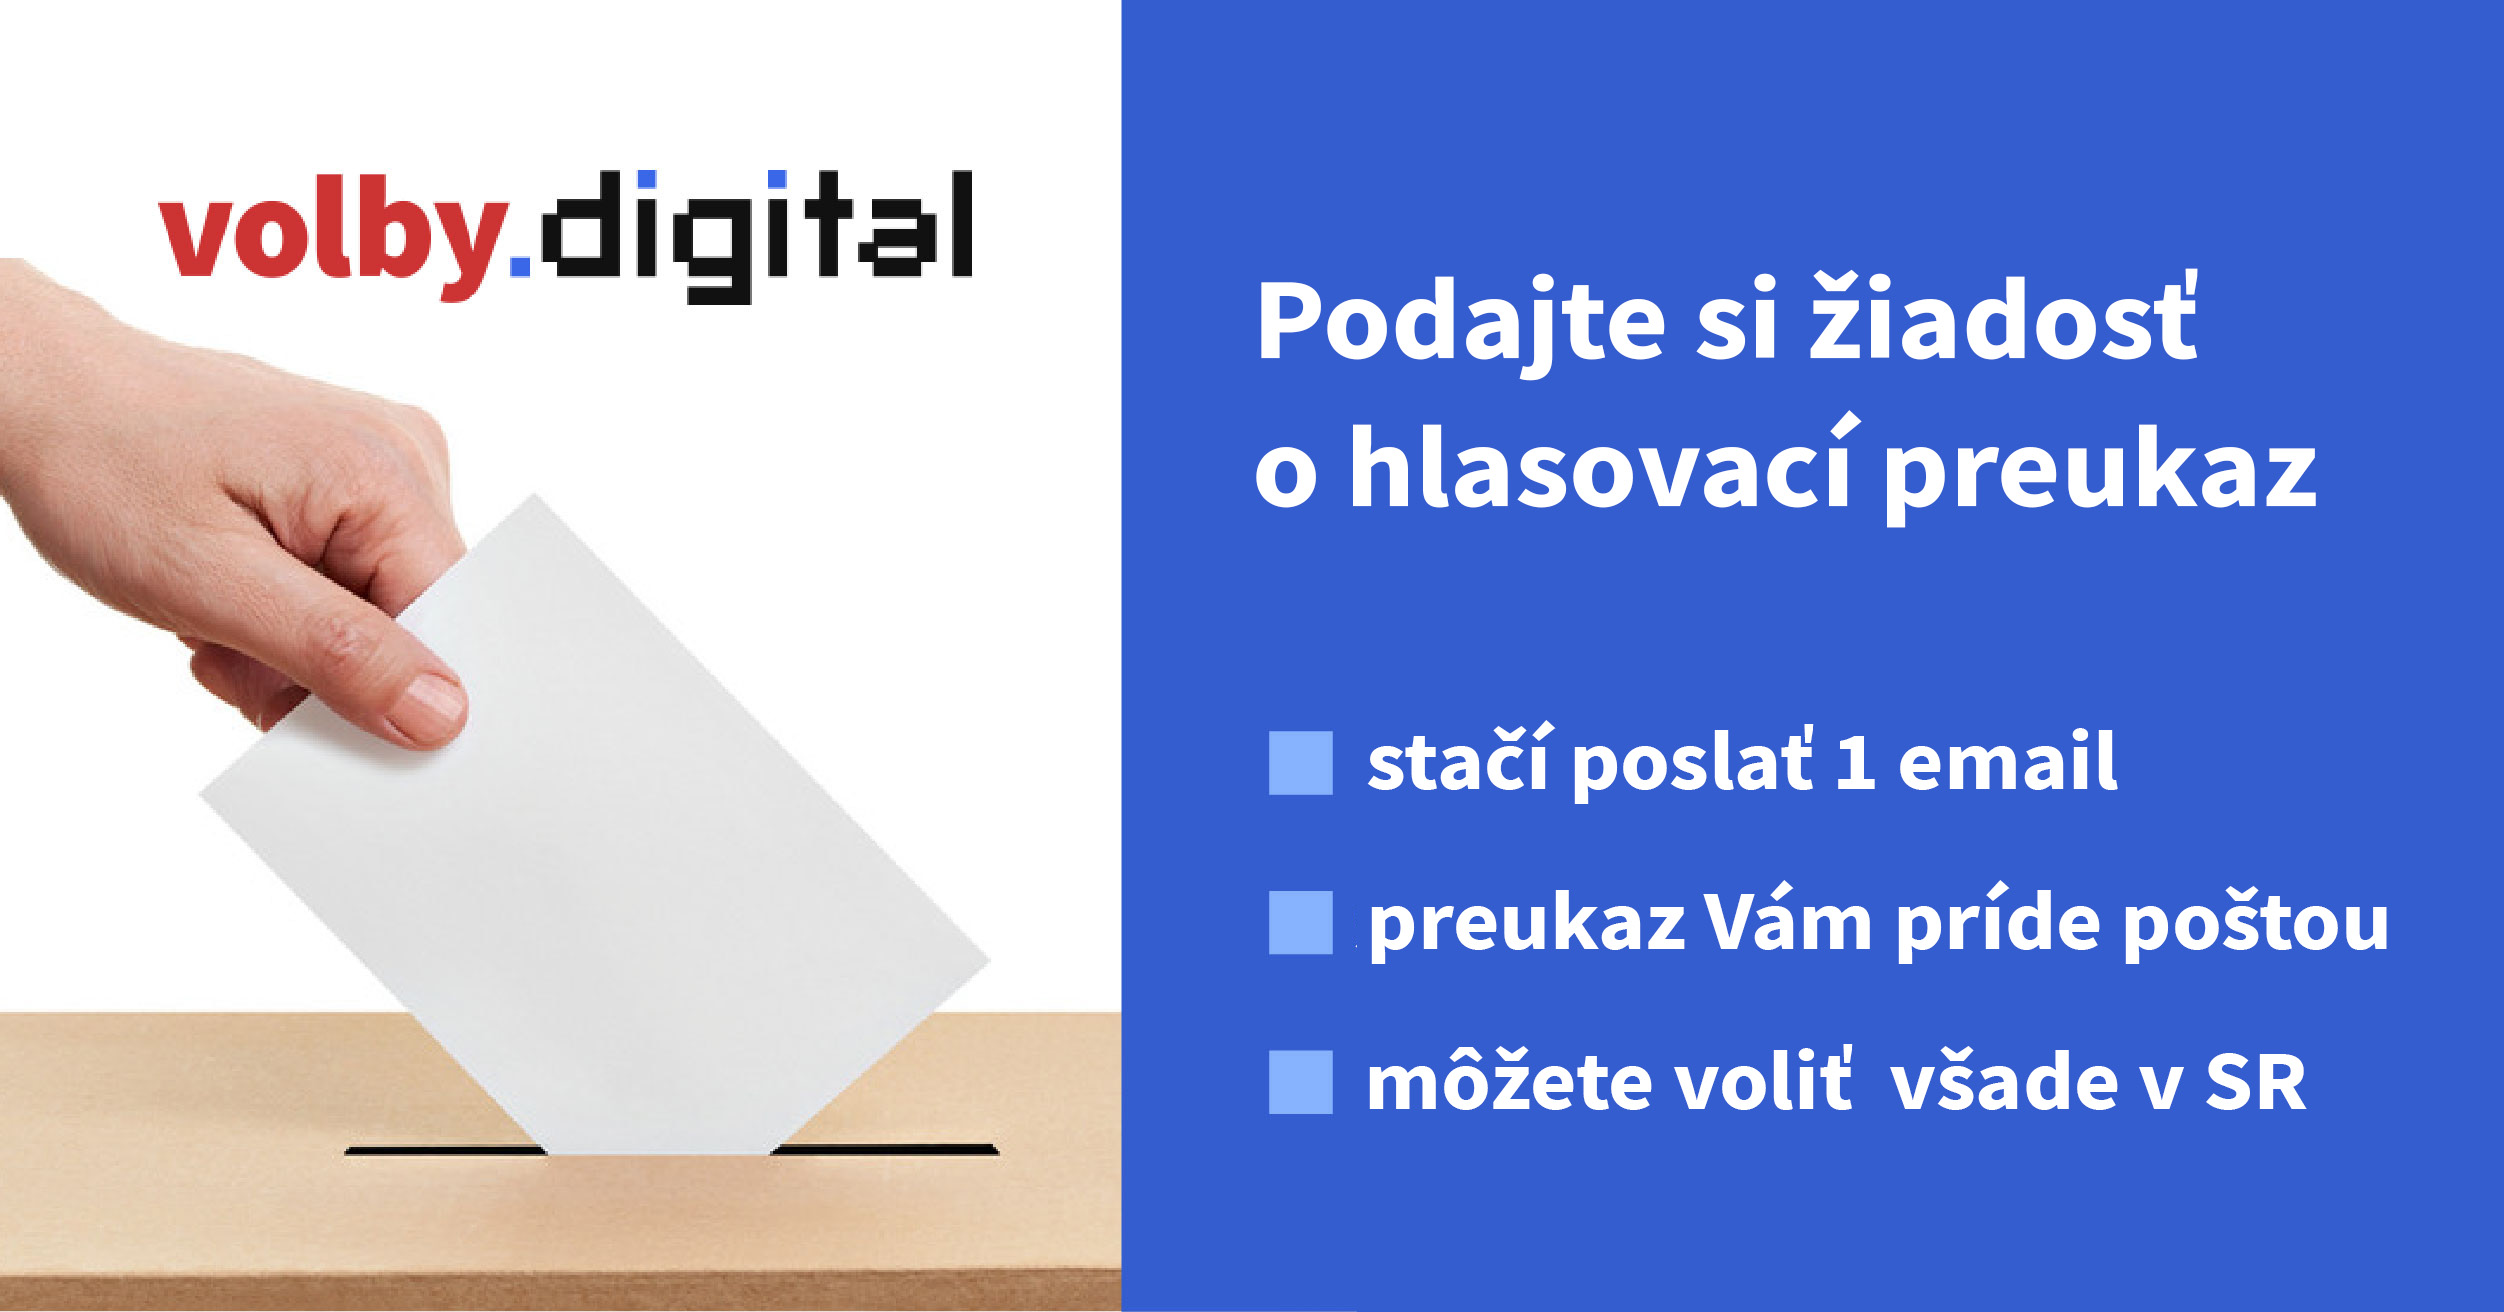 volby.digital
Podajte si žiadosť
o hlasovací preukaz
stačí poslať 1 email
preukaz Vám príde poštou
môžete voliť všade v SR